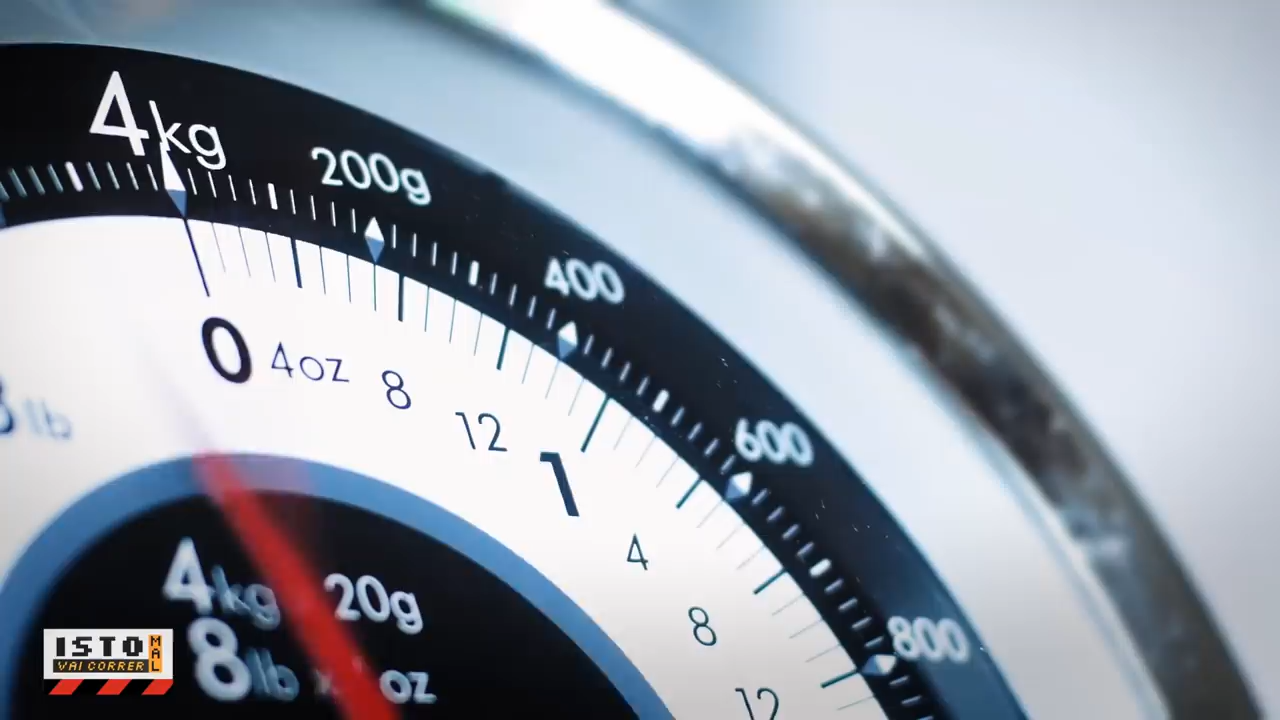 4kg
200g
400
600
800
0 4oz 8 12 1 4 8 12
lb
4kg 20g
8lb oz
ISTO MAL
VAI CORRER